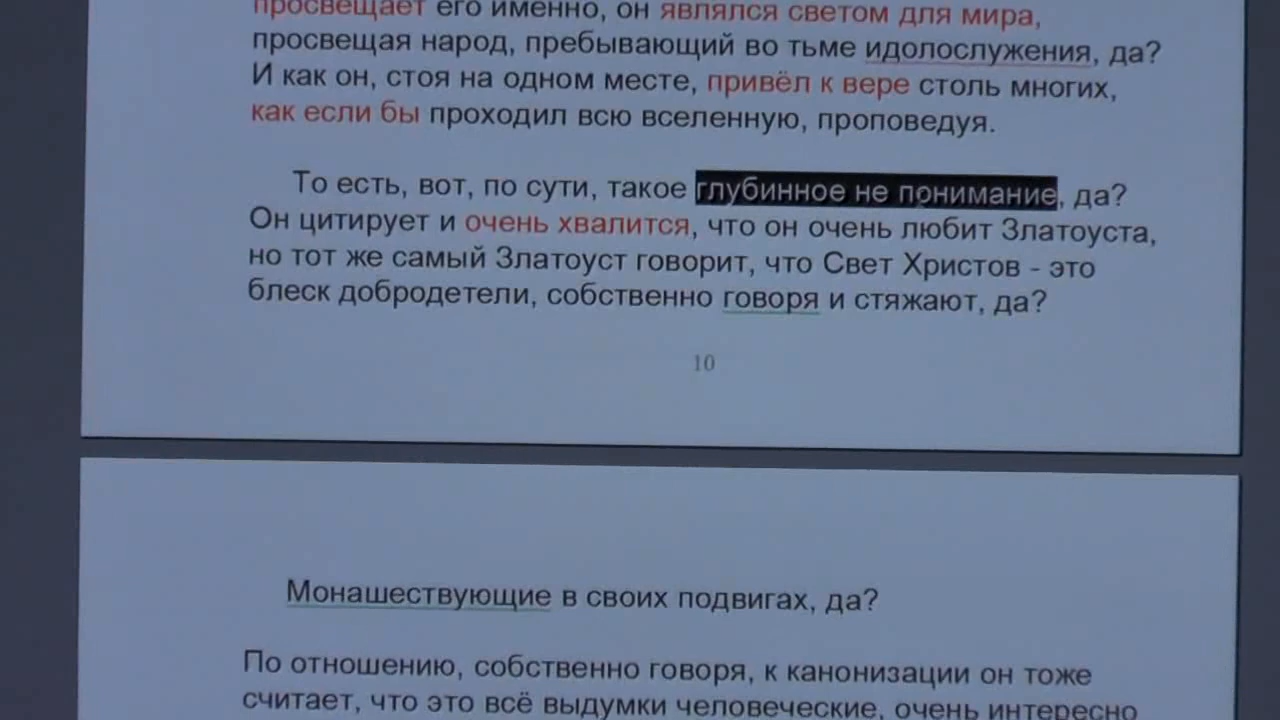 просвещает его именно, он являлся светом для мира,
просвещая народ, пребывающий во тьме идолослужения, да?
И как он, стоя на одном месте, привёл к вере столь многих,
как если бы проходил всю вселенную, проповедуя.
То есть, вот, по сути, такое глубинное не понимание, да?
Он цитирует и очень хвалится, что он очень любит Златоуста,
но тот же самый Златоуст говорит, что Свет Христов - это
блеск добродетели, собственно говоря и стяжают, да?
10
Монашествующие в своих подвигах, да?
По отношению, собственно говоря, к канонизации он тоже
считает, что это всё выдумки человеческие, очень интересно